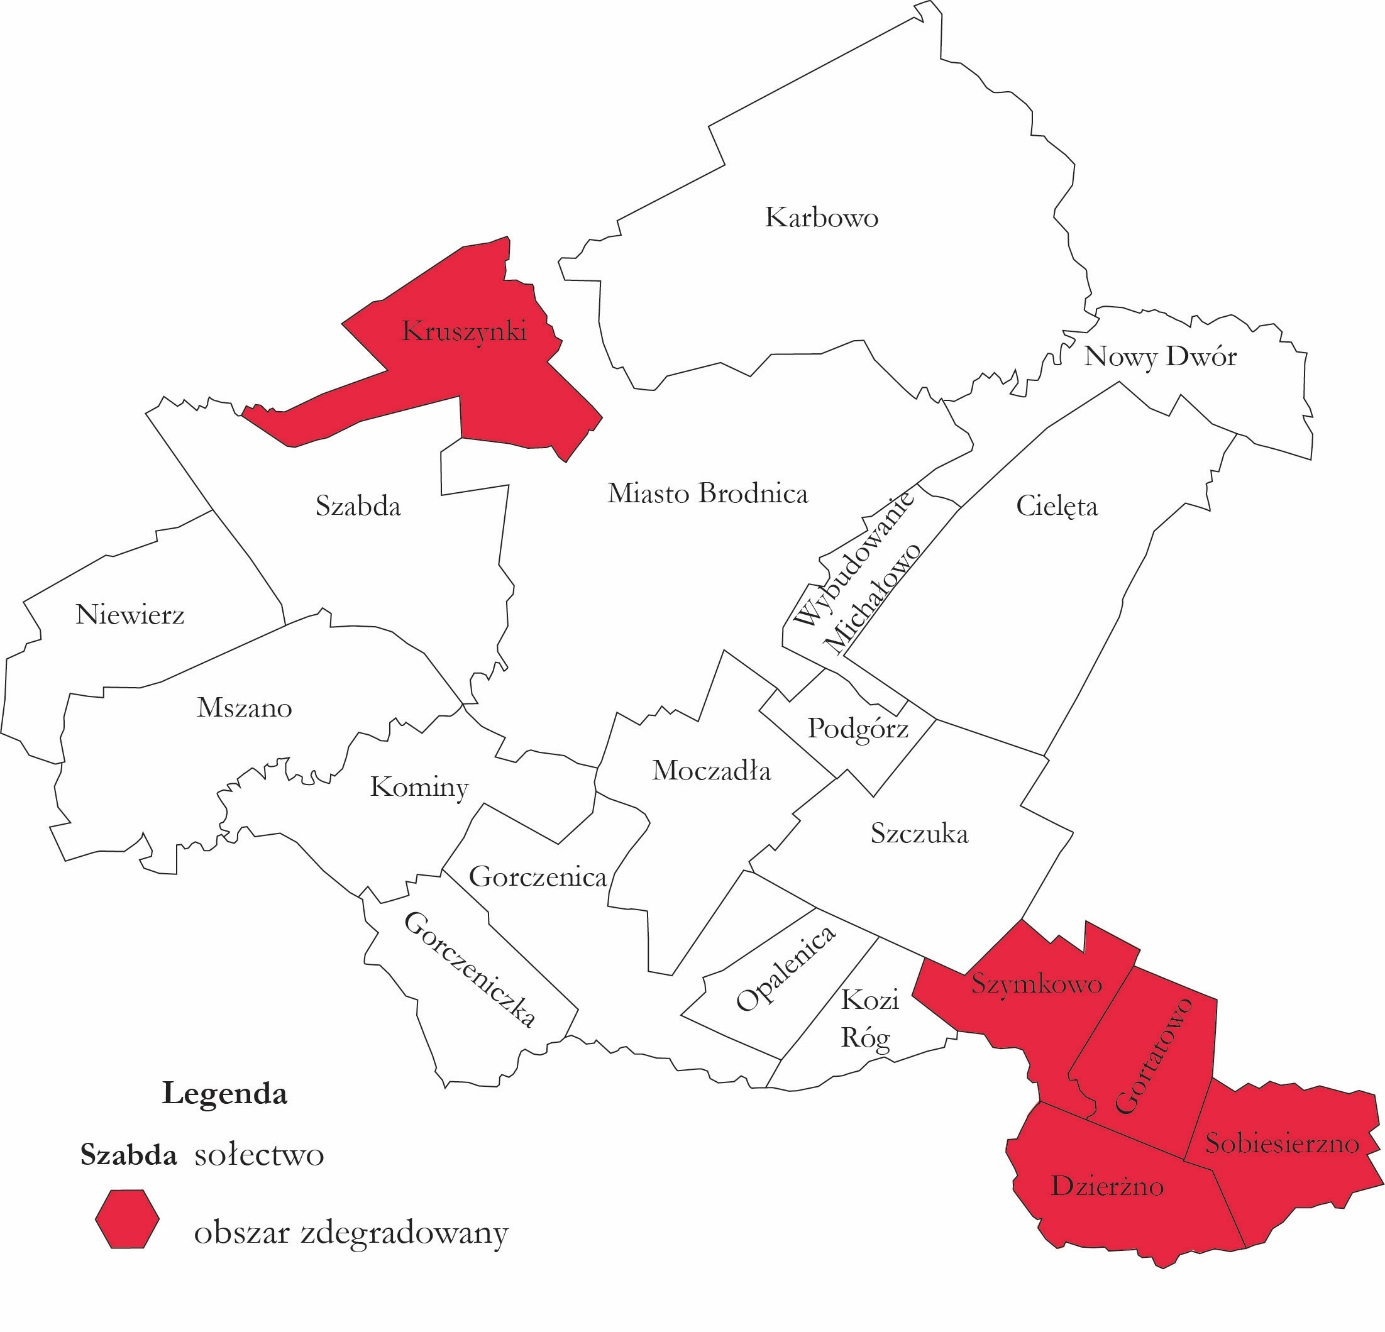 Karbowo
Kruszynki
Nowy Dwór
Miasto Brodnica
Szabda
Cielęta
Wybudowanie
Michałowo
Niewierz
Mszano
Podgórz
Moczadła
Kominy
Szczuka
Gorczenica
Gorczeniczka
Opalenica
Kozi
Róg
Szymkowo
Gortatowo
Sobiesierzno
Dzierżno
Legenda
Szabda sołectwo
obszar zdegradowany